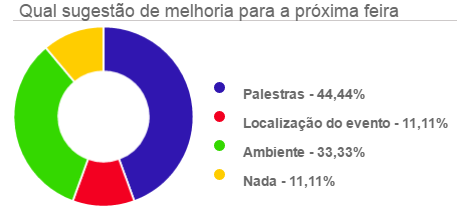 Qual sugestão de melhoria para a próxima feira
Palestras - 44,44%
Localização do evento - 11,11%
Ambiente - 33,33%
Nada - 11,11%